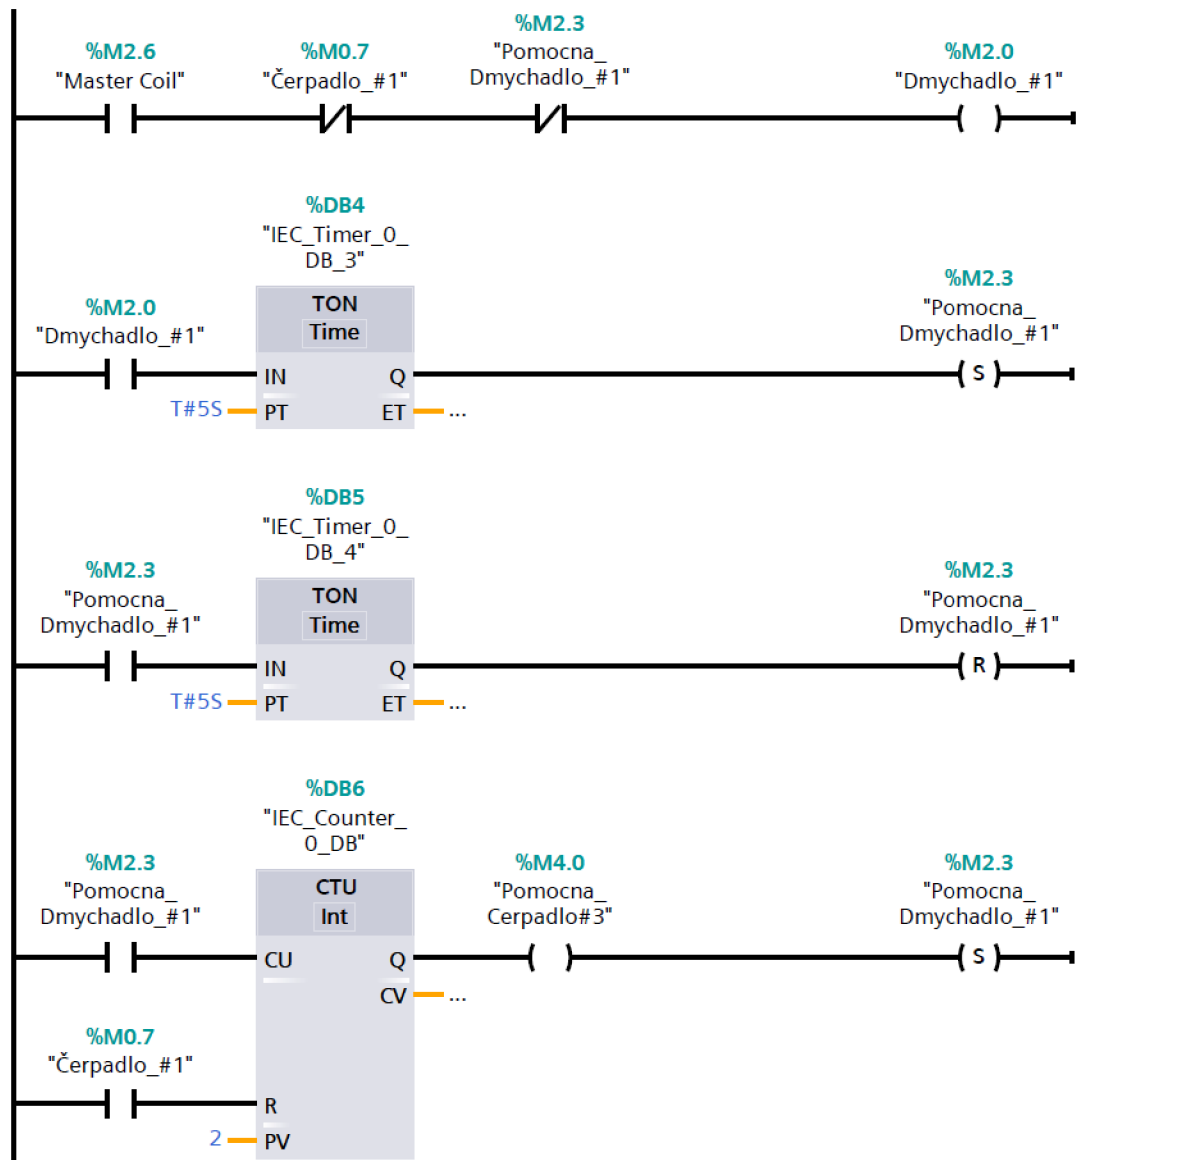 %M2.6
"Master Coil"
%M0.7
"Čerpadlo_#1"
%M2.3
"Pomocna_
Dmychadlo_#1"
%M2.0
"Dmychadlo_#1"
%DB4
"IEC_Timer_0_
DB_3"
%M2.0
"Dmychadlo_#1"
TON
Time
IN
Q
T#5S
PT
ET
...
%M2.3
"Pomocna_
Dmychadlo_#1"
S
%DB5
"IEC_Timer_0_
DB_4"
%M2.3
"Pomocna_
Dmychadlo_#1"
TON
Time
IN
Q
T#5S
PT
ET
...
%M2.3
"Pomocna_
Dmychadlo_#1"
R
%DB6
"IEC_Counter_
0_DB"
%M2.3
"Pomocna_
Dmychadlo_#1"
CTU
Int
CU
Q
CV
...
%M4.0
"Pomocna_
Cerpadlo#3"
%M2.3
"Pomocna_
Dmychadlo_#1"
S
%M0.7
"Čerpadlo_#1"
R
2
PV